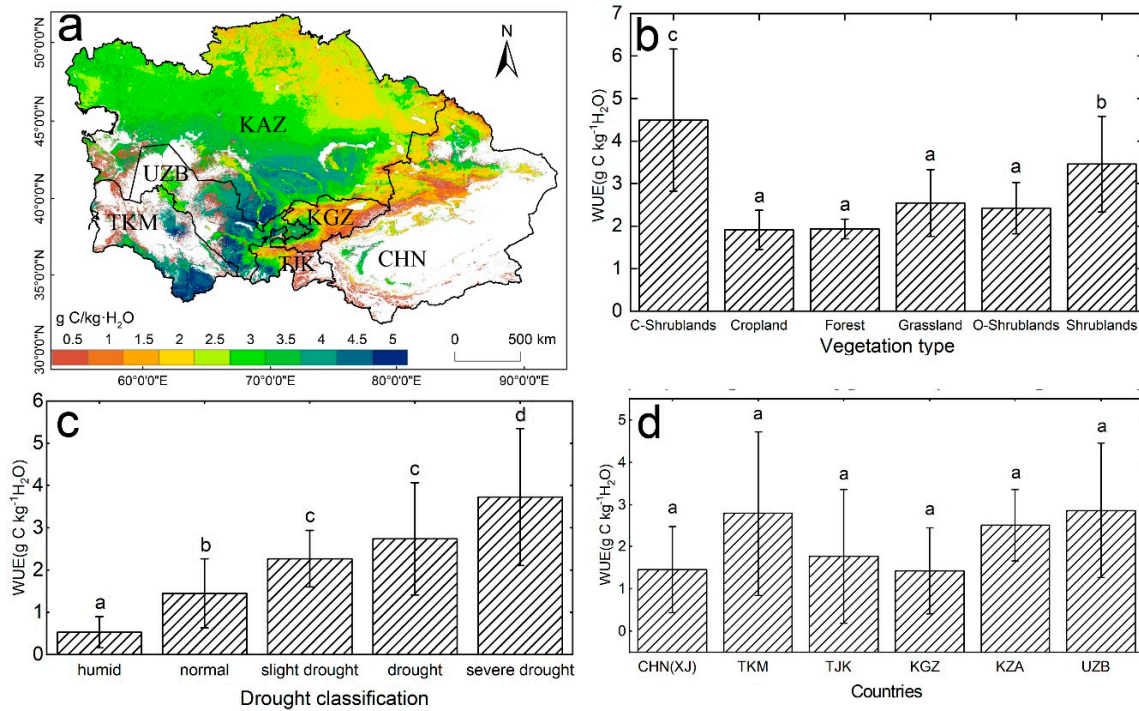 a
N
50°0'0"N
45°0'0"N
40°0'0"N
35°0'0"N
30°0'0"N
KAZ
UZB
TKM
KGZ
TJK
CHN
g C/kg·H₂O
0.5 1 1.5 2 2.5 3 3.5 4 4.5 5
0 500 km
60°0'0"E 70°0'0"E 80°0'0"E 90°0'0"E
b
WUE(g C kg⁻¹H₂O)
7
6
5
4
3
2
1
0
c a a a a b
C-Shrublands Cropland Forest Grassland O-Shrublands Shrublands
Vegetation type
c
WUE(g C kg⁻¹H₂O)
6
5
4
3
2
1
0
a b c c d
humid normal slight drought drought severe drought
Drought classification
d
WUE(g C kg⁻¹H₂O)
5
4
3
2
1
0
a a a a a a
CHN(XJ) TKM TJK KGZ KZA UZB
Countries